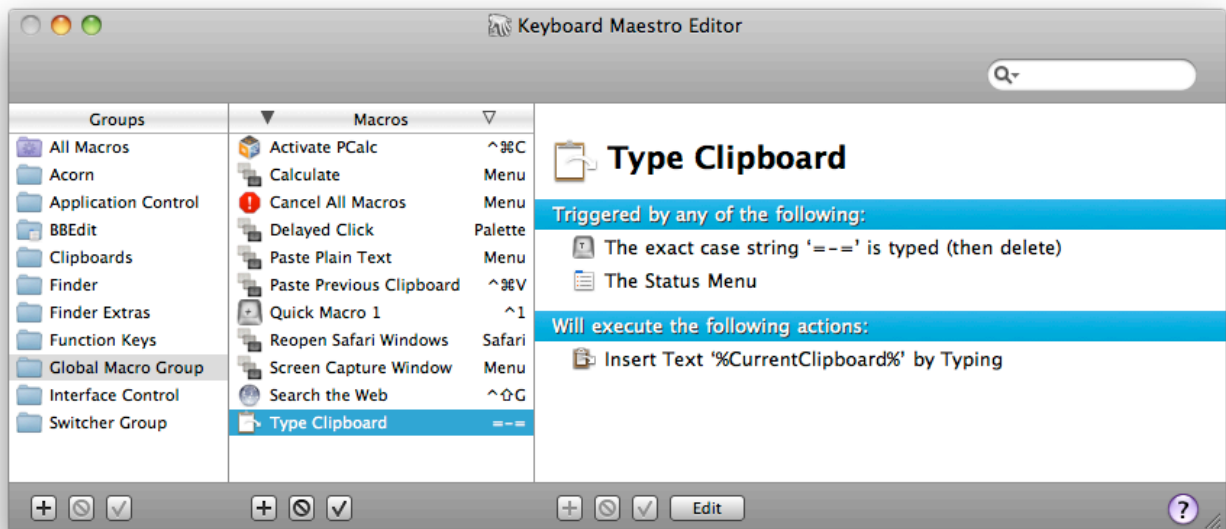 Keyboard Maestro Editor
Groups
All Macros
Acorn
Application Control
BBEdit
Clipboards
Finder
Finder Extras
Function Keys
Global Macro Group
Interface Control
Switcher Group
▼ Macros ▽
Activate PCalc ^⌘C
Calculate Menu
Cancel All Macros Menu
Delayed Click Palette
Paste Plain Text Menu
Paste Previous Clipboard ^⌘V
Quick Macro 1 ^1
Reopen Safari Windows Safari
Screen Capture Window Menu
Search the Web ^⇧G
Type Clipboard =-=
Type Clipboard
Triggered by any of the following:
The exact case string ‘=-=’ is typed (then delete)
The Status Menu
Will execute the following actions:
Insert Text ‘%CurrentClipboard%’ by Typing
Edit
?